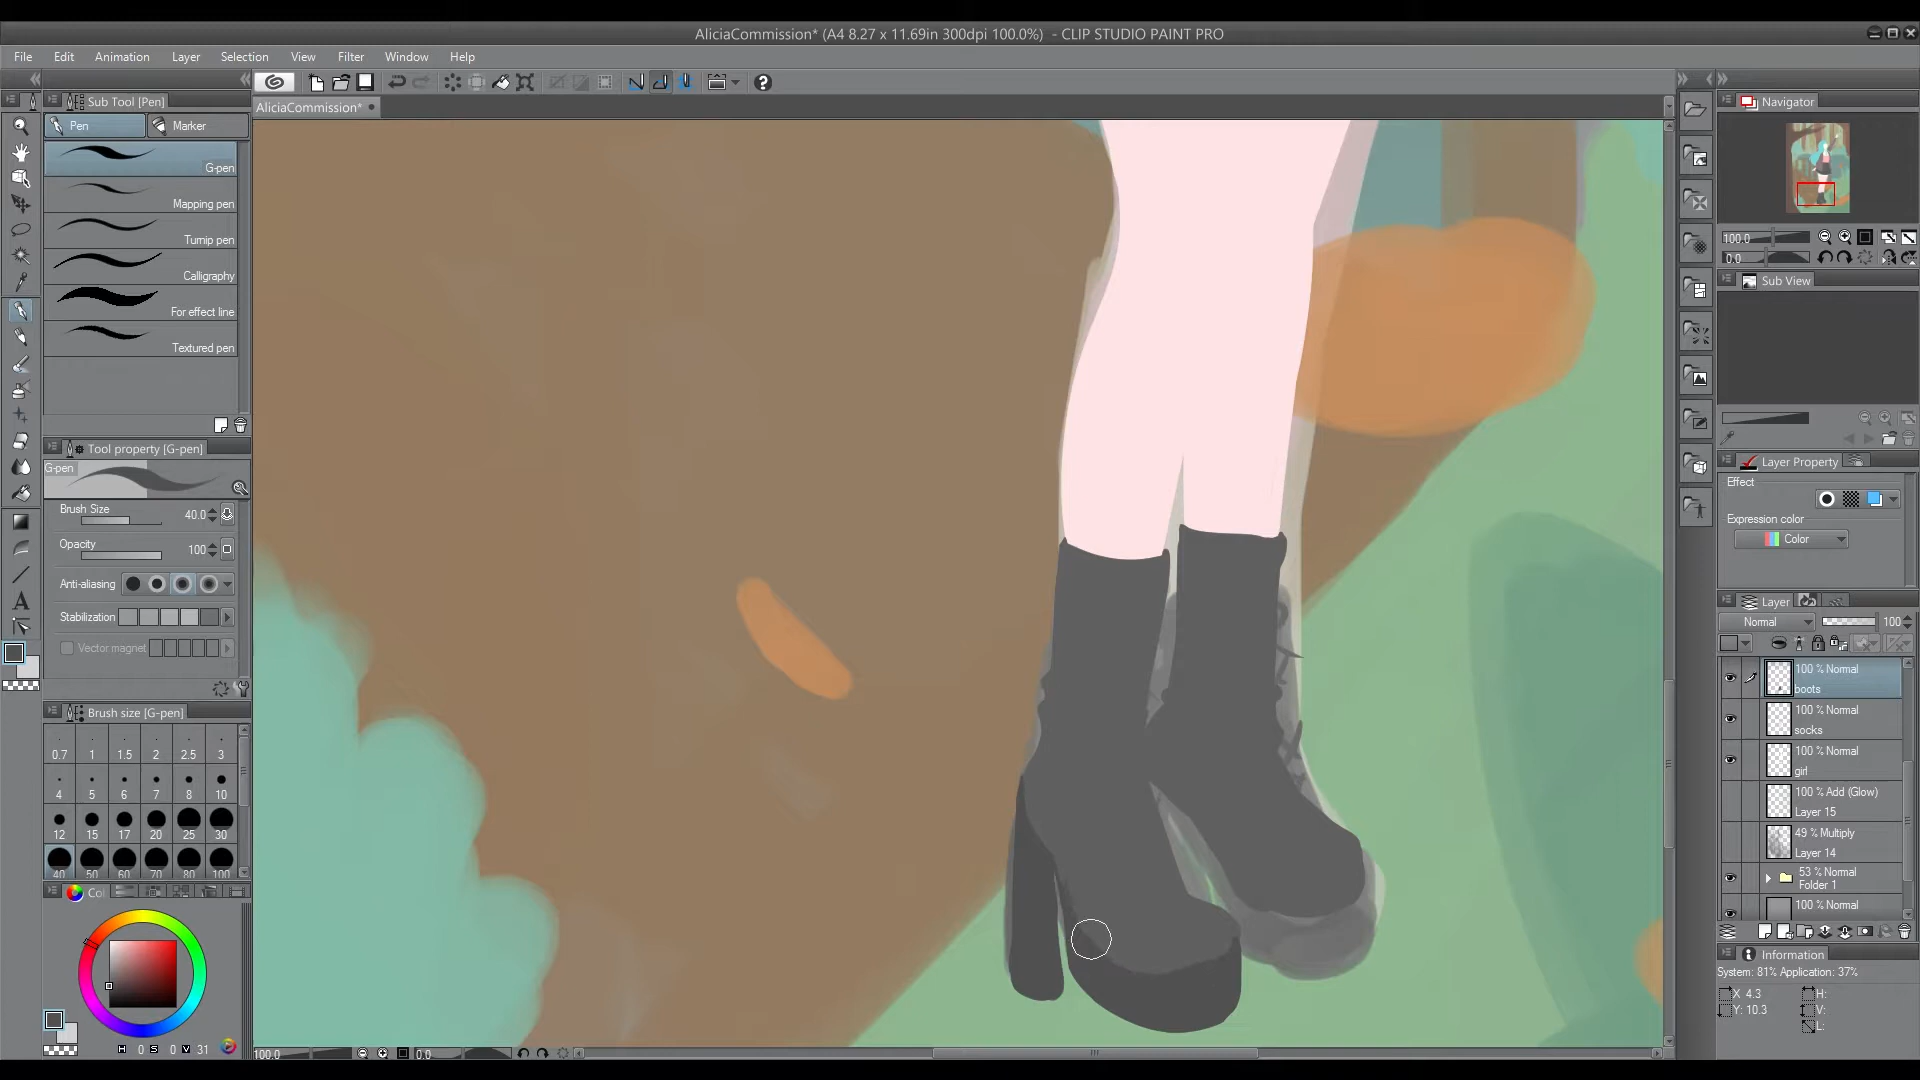 AliciaCommission* (A4 8.27 x 11.69in 300dpi 100.0%) - CLIP STUDIO PAINT PRO
File Edit Animation Layer Selection View Filter Window Help
Sub Tool [Pen]
AliciaCommission*
Navigator
Pen Marker
G-pen
Mapping pen
Turnip pen
Calligraphy
For effect line
Textured pen
100.0
0.0
Sub View
Tool property [G-pen]
G-pen
Brush Size 40.0
Opacity 100
Anti-aliasing
Stabilization
Vector magnet
Layer Property
Effect
Expression color
Color
Layer
Normal 100
100 % Normal
boots
100 % Normal
socks
100 % Normal
girl
100 % Add (Glow)
Layer 15
49 % Multiply
Layer 14
53 % Normal
Folder 1
100 % Normal
Brush size [G-pen]
0.7 1 1.5 2 2.5 3
4 5 6 7 8 10
12 15 17 20 25 30
40 50 60 70 80 100
Co
H 0 S 0 V 31
100.0 0.0
Information
System: 81% Application: 37%
X 4.3 H:
Y: 10.3 V:
L: